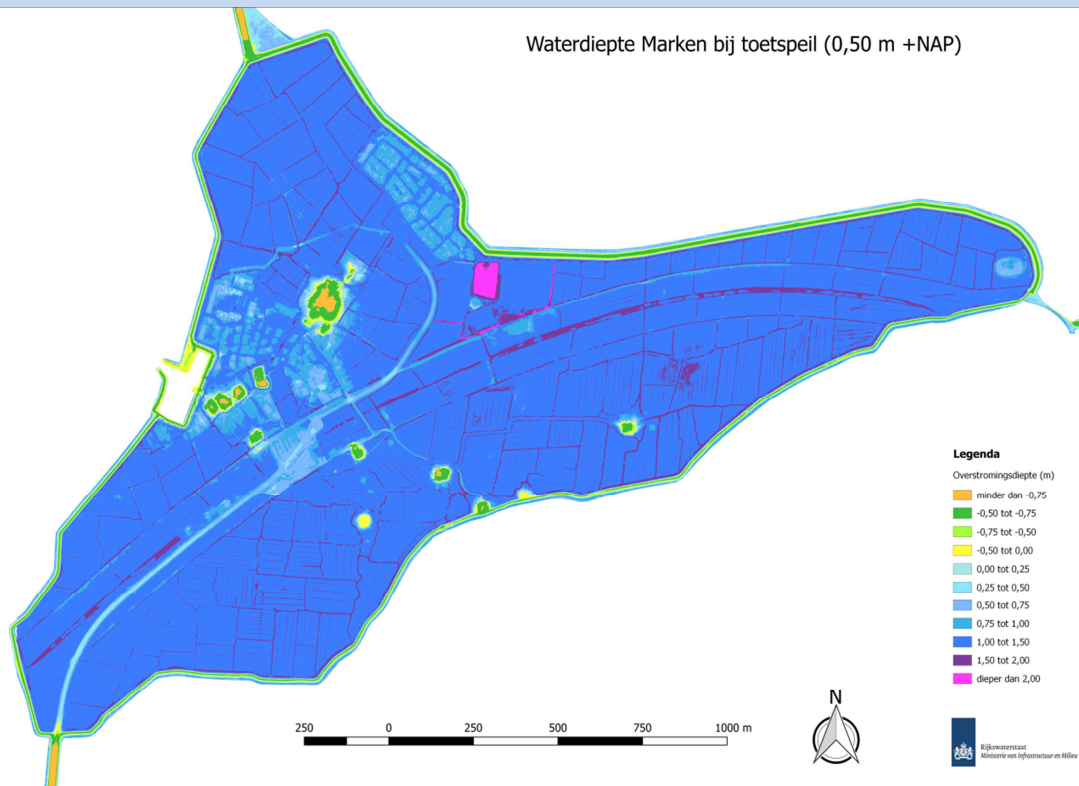 Waterdiepte Marken bij toetspeil (0,50 m +NAP)
Legenda
Overstromingsdiepte (m)
minder dan -0,75
-0,50 tot -0,75
-0,75 tot -0,50
-0,50 tot 0,00
0,00 tot 0,25
0,25 tot 0,50
0,50 tot 0,75
0,75 tot 1,00
1,00 tot 1,50
1,50 tot 2,00
dieper dan 2,00
N
250 0 250 500 750 1000 m
Rijkswaterstaat
Ministerie van Infrastructuur en Milieu